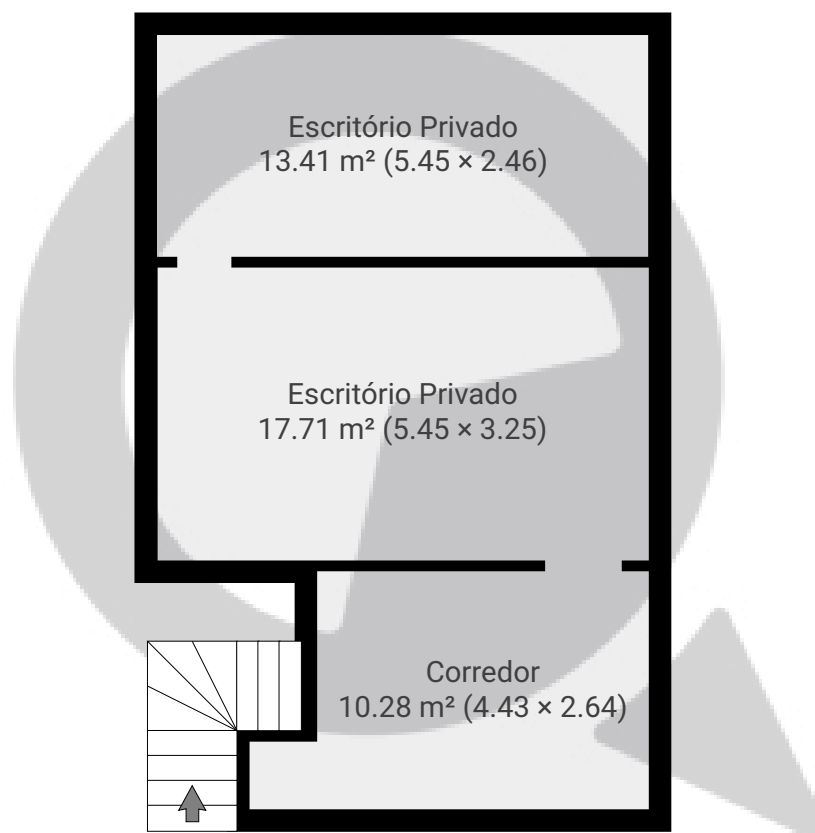 Escritório Privado
13.41 m² (5.45 × 2.46)
Escritório Privado
17.71 m² (5.45 × 3.25)
Corredor
10.28 m² (4.43 × 2.64)